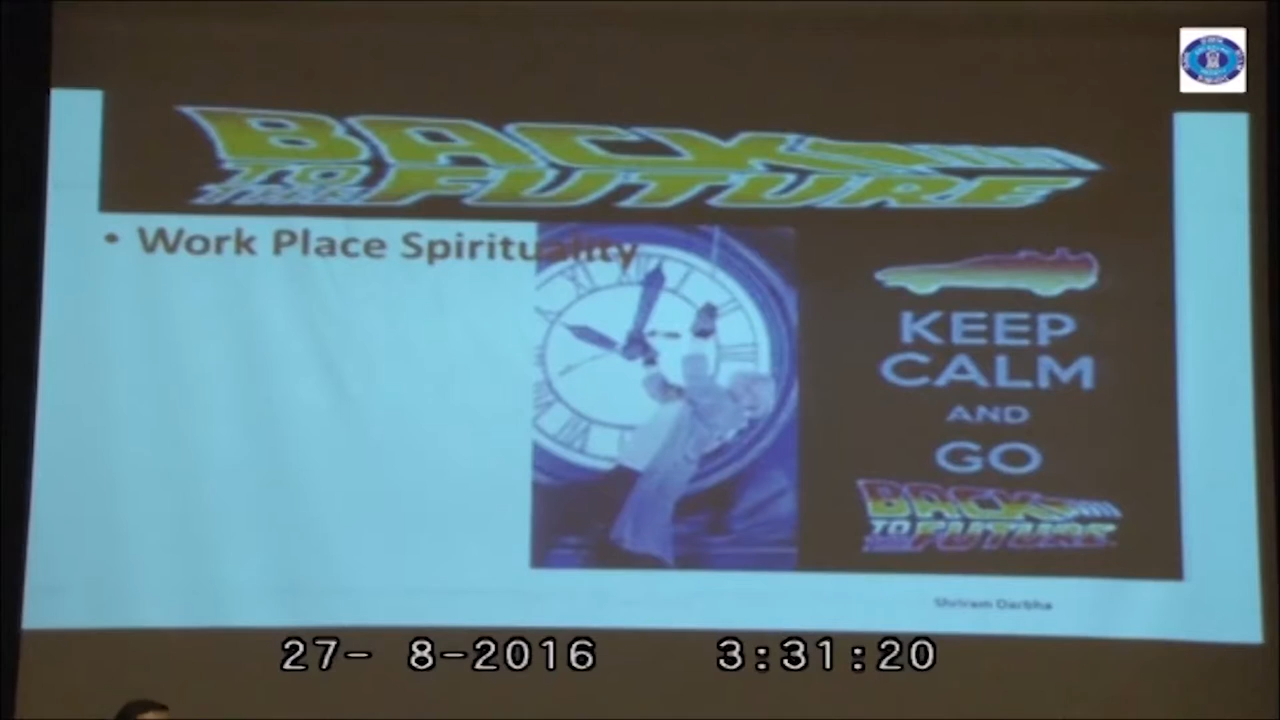 BACK
TO THE FUTURE
• Work Place Spirituality
KEEP
CALM
AND
GO
BACK
TO THE FUTURE
Shriram Darbha
27- 8-2016 3:31:20